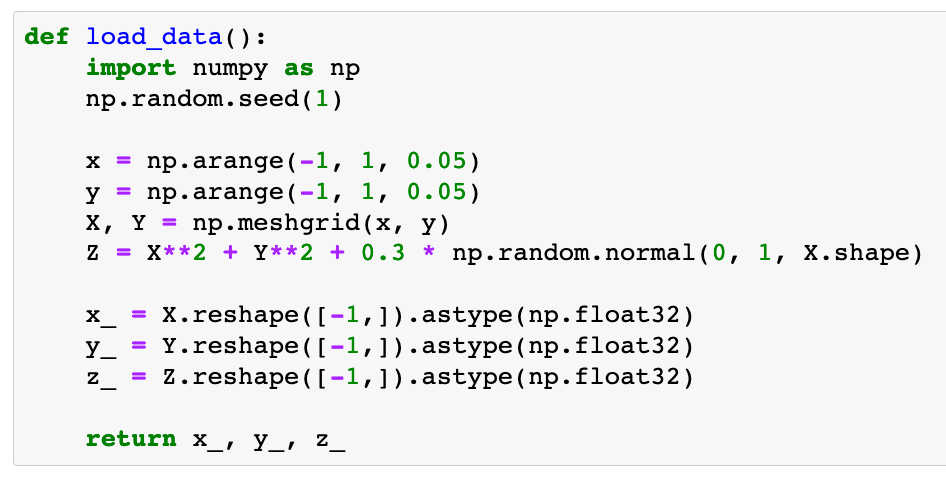 def load_data():
    import numpy as np
    np.random.seed(1)

    x = np.arange(-1, 1, 0.05)
    y = np.arange(-1, 1, 0.05)
    X, Y = np.meshgrid(x, y)
    Z = X**2 + Y**2 + 0.3 * np.random.normal(0, 1, X.shape)

    x_ = X.reshape([-1,]).astype(np.float32)
    y_ = Y.reshape([-1,]).astype(np.float32)
    z_ = Z.reshape([-1,]).astype(np.float32)

    return x_, y_, z_